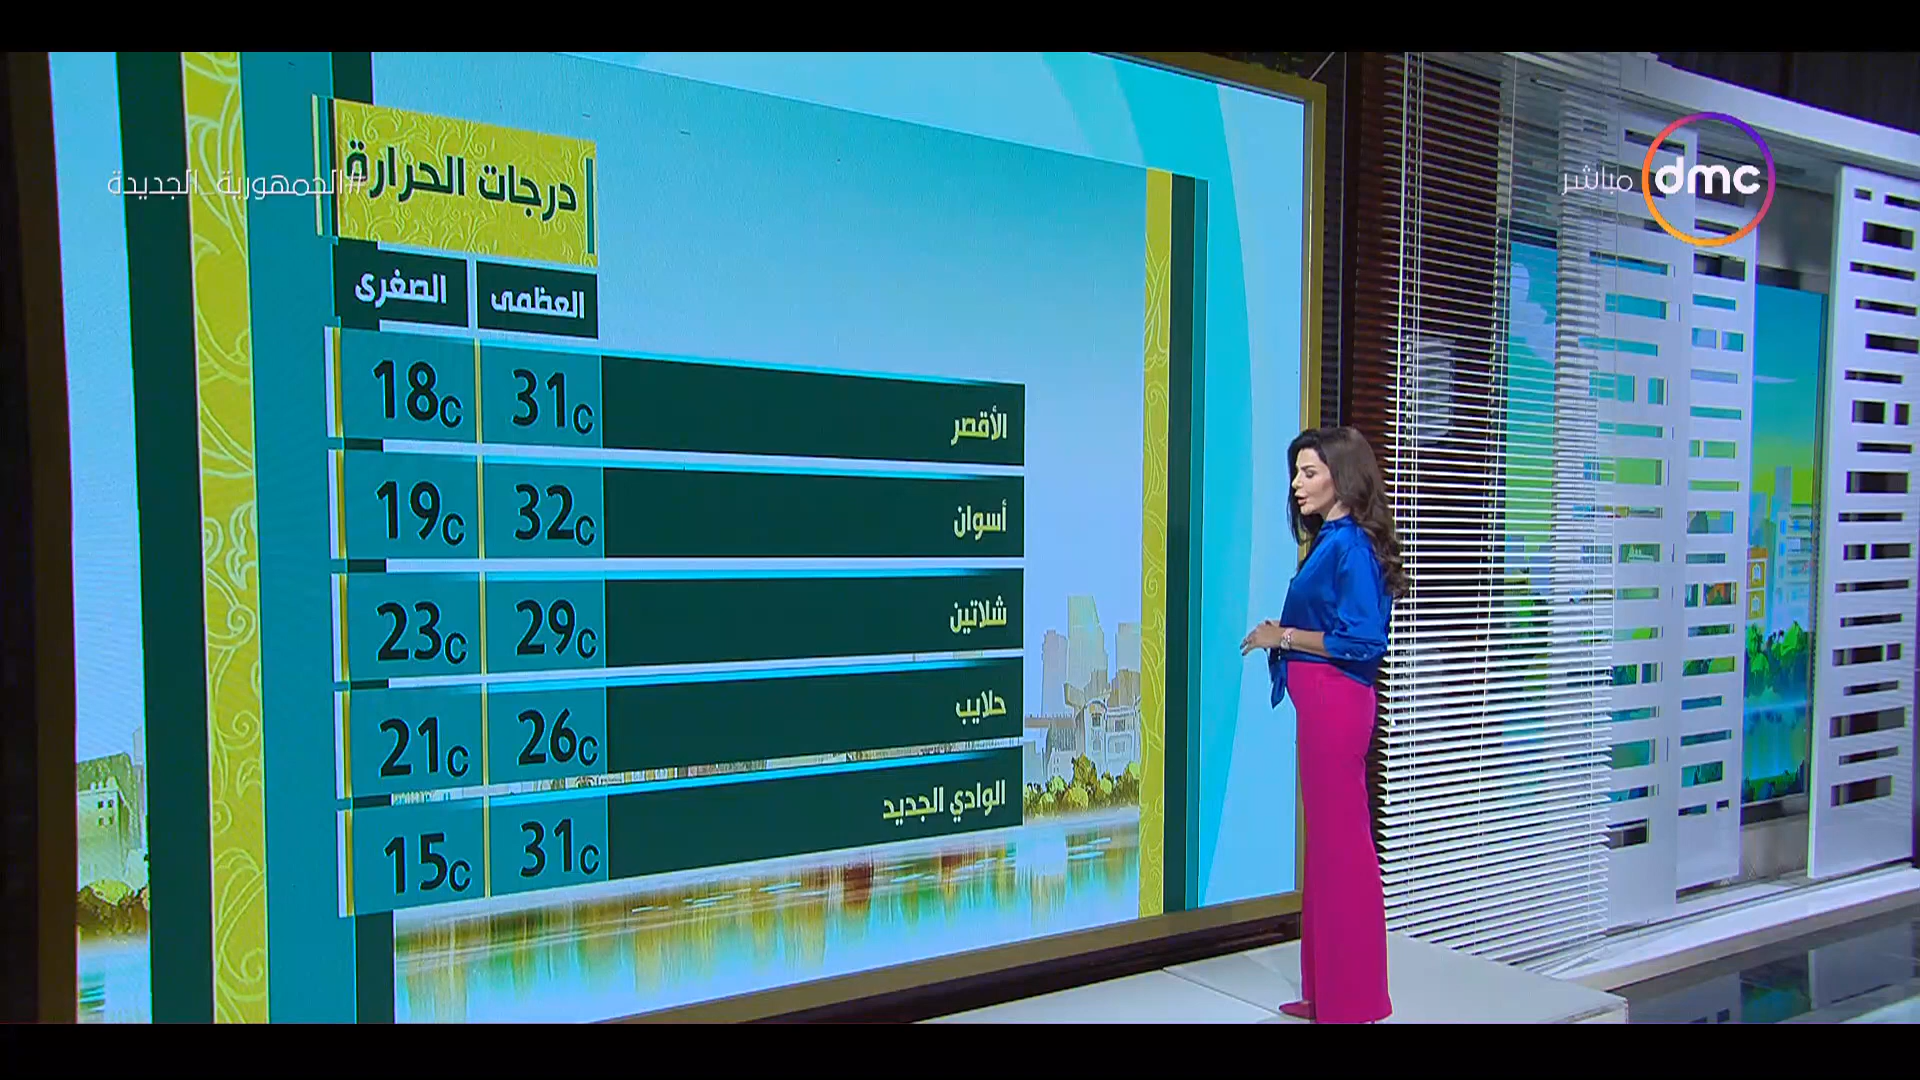 #الجمهورية_الجديدة
مباشر dmc
درجات الحرارة
العظمى الصغرى
الأقصر 31c 18c
أسوان 32c 19c
شلاتين 29c 23c
حلايب 26c 21c
الوادي الجديد 31c 15c